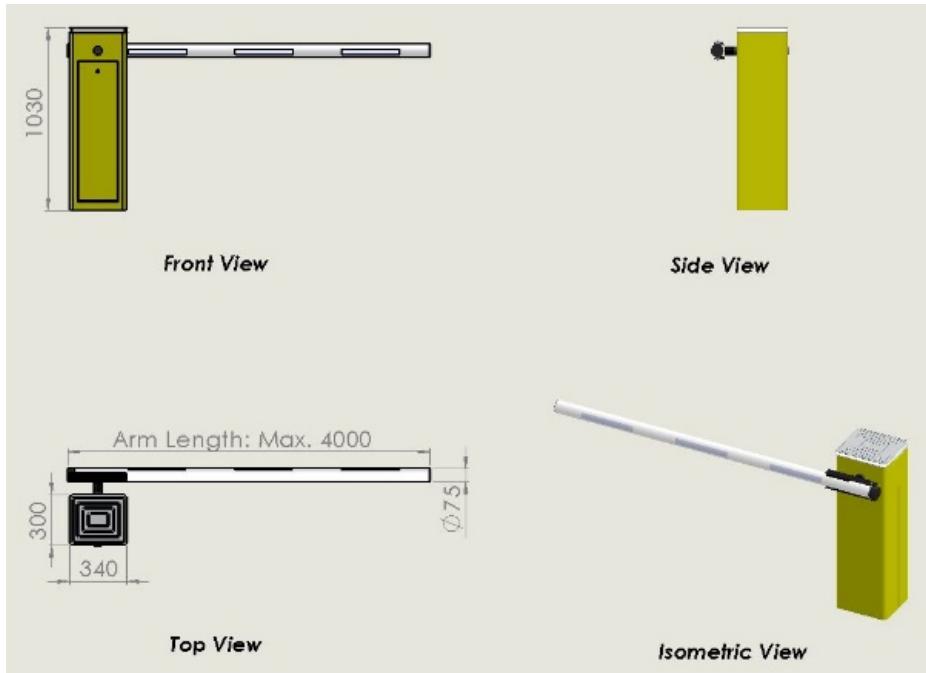 1030
Front View
Side View
Arm Length: Max. 4000
300
Ø75
340
Top View
Isometric View